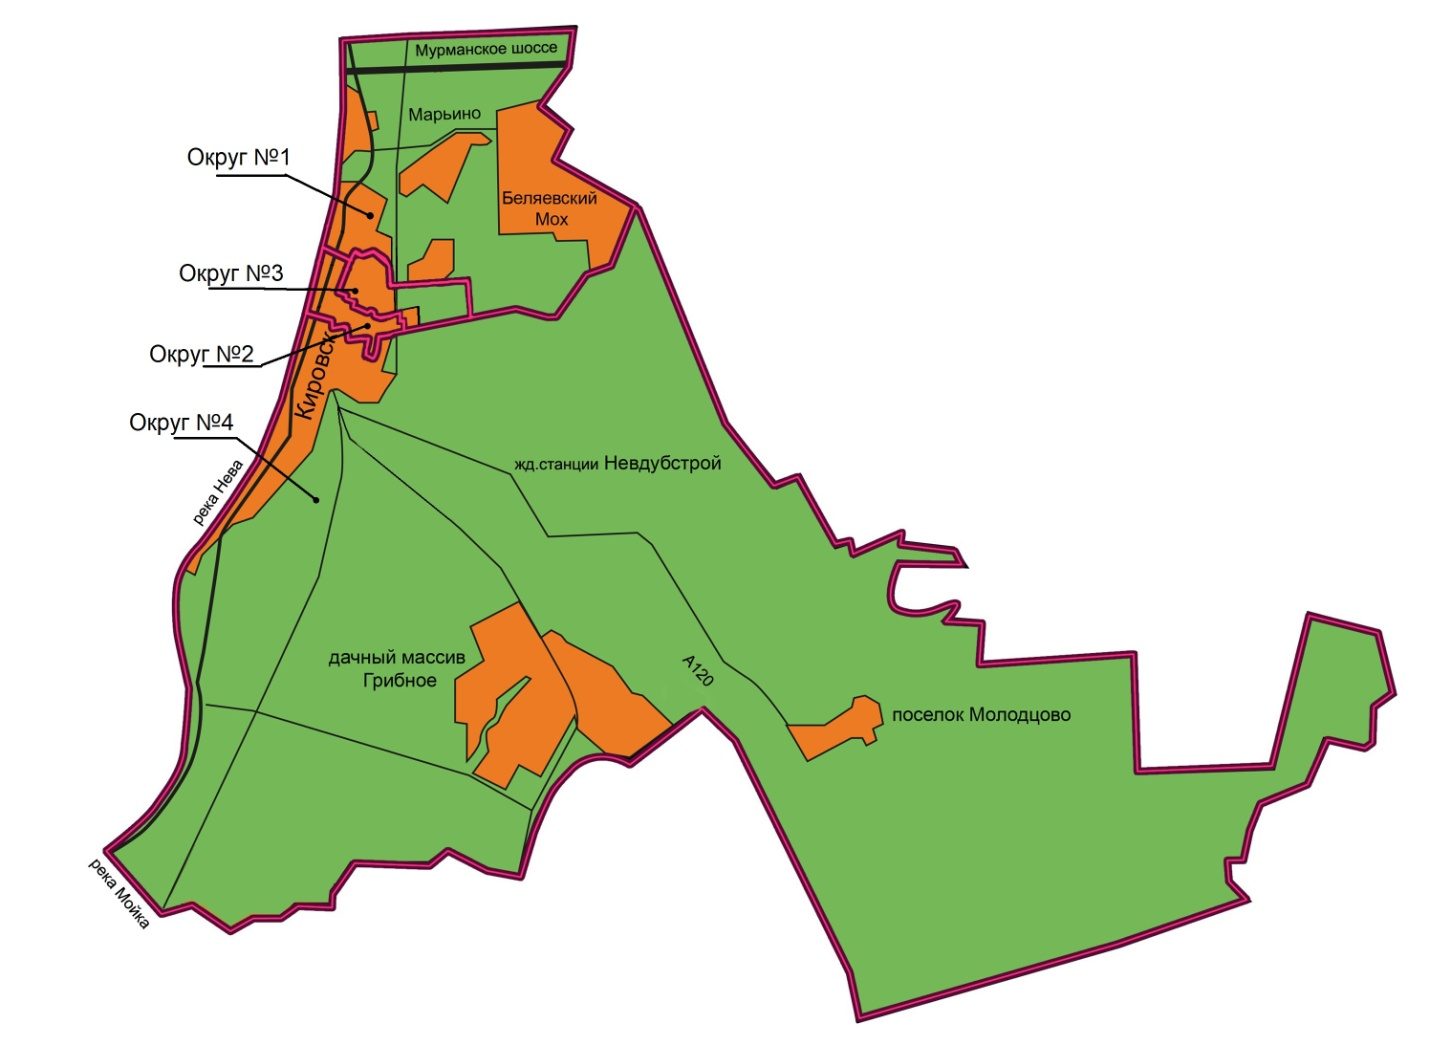 Мурманское шоссе
Марьино
Округ №1
Беляевский
Мох
Округ №3
Округ №2
Кировск
Округ №4
жд.станции Невдубстрой
река Нева
дачный массив
Грибное
А120
поселок Молодцово
река Мойка